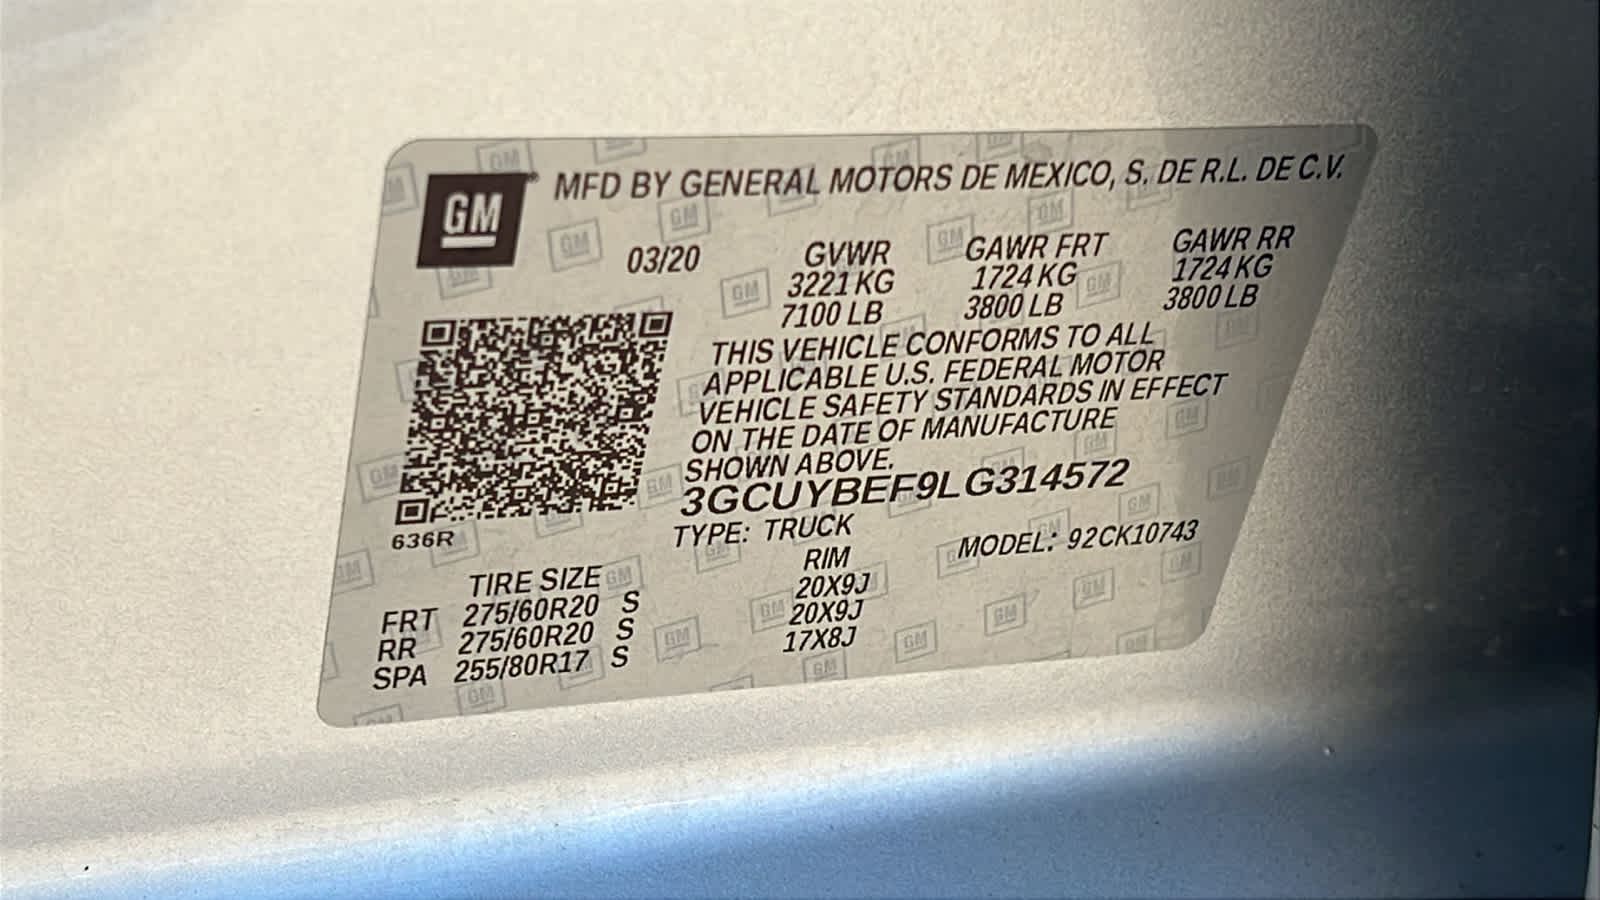 GM® MFD BY GENERAL MOTORS DE MEXICO, S. DE R.L. DE C.V.
03/20 GVWR GAWR FRT GAWR RR
3221 KG 1724 KG 1724 KG
7100 LB 3800 LB 3800 LB
THIS VEHICLE CONFORMS TO ALL
APPLICABLE U.S. FEDERAL MOTOR
VEHICLE SAFETY STANDARDS IN EFFECT
ON THE DATE OF MANUFACTURE
SHOWN ABOVE.
3GCUYBEF9LG314572
636R
TYPE: TRUCK MODEL: 92CK10743
TIRE SIZE RIM
FRT 275/60R20 S 20X9J
RR 275/60R20 S 20X9J
SPA 255/80R17 S 17X8J